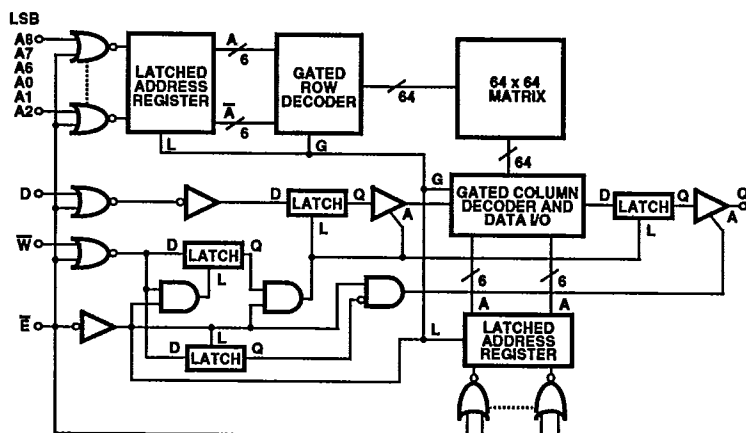 LSB
A8
A7
A6
A0
A1
A2
LATCHED
ADDRESS
REGISTER
A
6
A̅
6
L
GATED
ROW
DECODER
G
64
64 x 64
MATRIX
64
D
D
LATCH
Q
L
A
G
GATED COLUMN
DECODER AND
DATA I/O
D
LATCH
Q
L
A
Q
W̅
D
LATCH
Q
L
E̅
L
D
LATCH
Q
6
6
A
A
L
LATCHED
ADDRESS
REGISTER